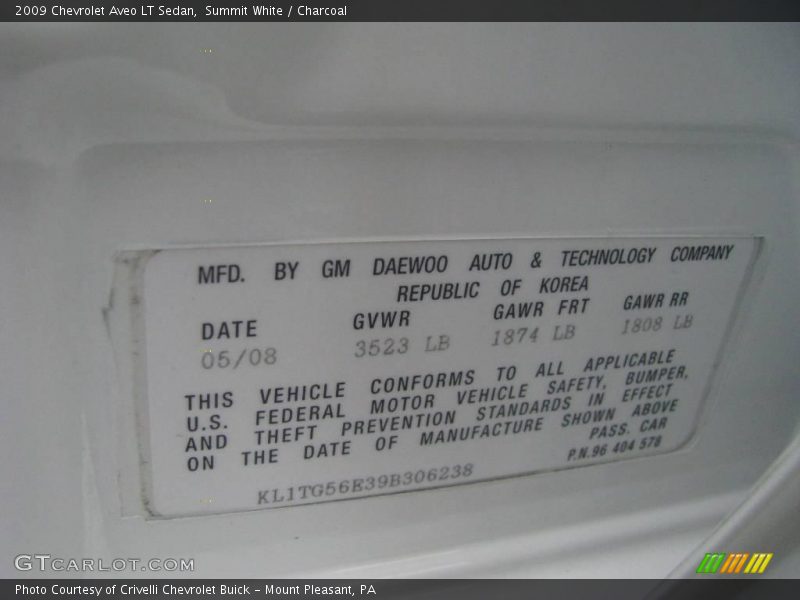 2009 Chevrolet Aveo LT Sedan,  Summit White / Charcoal
MFD. BY GM DAEWOO AUTO & TECHNOLOGY COMPANY
REPUBLIC OF KOREA
DATE GVWR GAWR FRT GAWR RR
05/08 3523 LB 1874 LB 1808 LB
THIS VEHICLE CONFORMS TO ALL APPLICABLE
U.S. FEDERAL MOTOR VEHICLE SAFETY, BUMPER,
AND THEFT PREVENTION STANDARDS IN EFFECT
ON THE DATE OF MANUFACTURE SHOWN ABOVE
PASS. CAR
KL1TG56E39B306238 P.N.96 404 578
GTCARLOT.COM
Photo Courtesy of Crivelli Chevrolet Buick – Mount Pleasant, PA